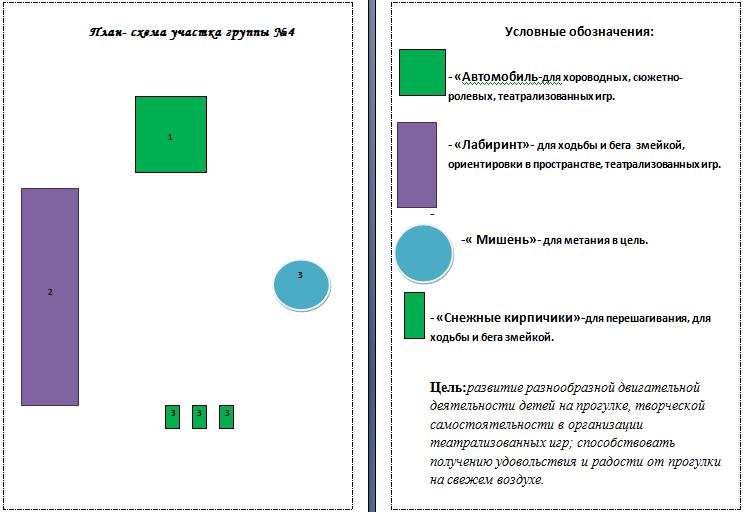 План- схема участка группы №4
1
2
3
3 3 3
Условные обозначения:
- «Автомобиль-для хороводных, сюжетно-
ролевых, театрализованных игр.
- «Лабиринт»- для ходьбы и бега змейкой,
ориентировки в пространстве, театрализованных игр.
-
-« Мишень»- для метания в цель.
- «Снежные кирпичики»-для перешагивания, для
ходьбы и бега змейкой.
Цель:развитие разнообразной двигательной
деятельности детей на прогулке, творческой
самостоятельности в организации
театрализованных игр; способствовать
получению удовольствия и радости от прогулки
на свежем воздухе.